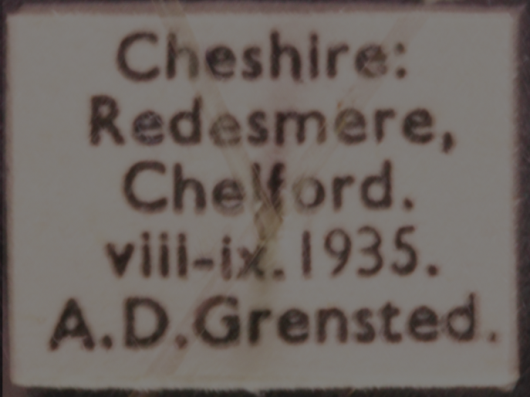 Cheshire:
Redesmere,
Chelford.
viii-ix.1935.
A.D.Grensted.